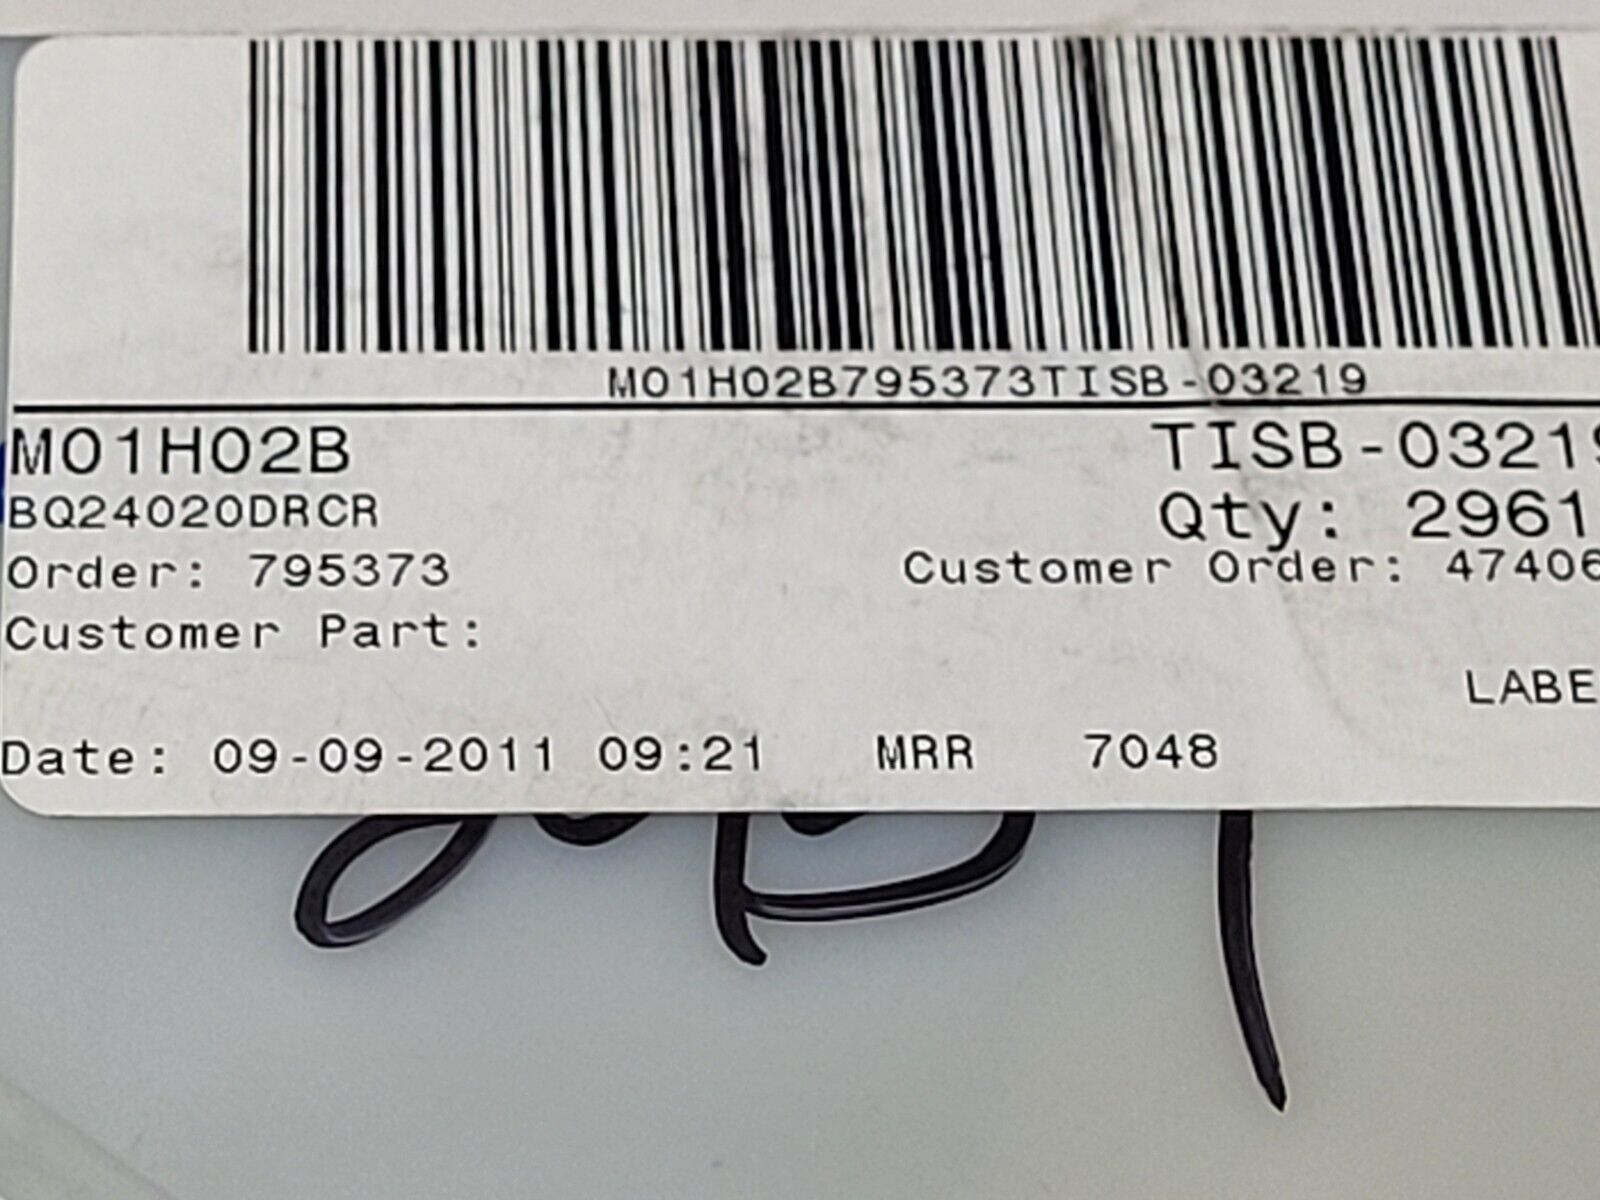 M01H02B795373TISB-03219
M01H02B
TISB-03219
BQ24020DRCR
Qty: 2961
Order: 795373
Customer Order: 47406
Customer Part:
LABE
Date: 09-09-2011 09:21 MRR 7048